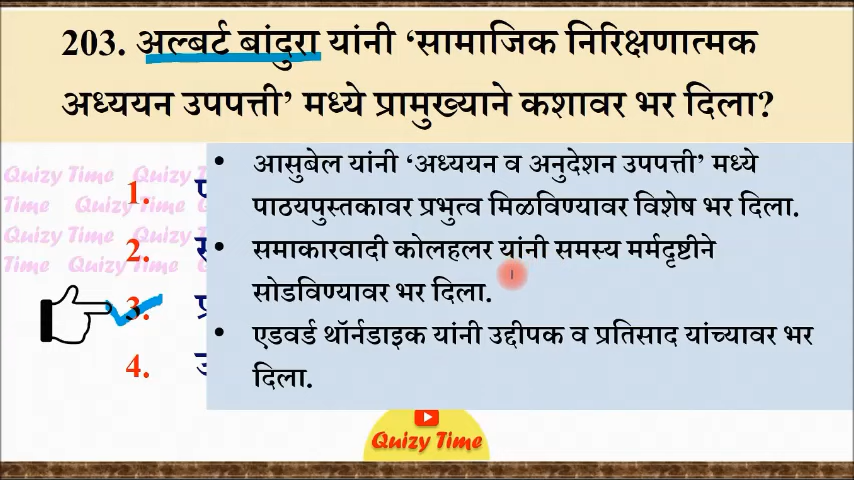 203. अल्बर्ट बांदुरा यांनी ‘सामाजिक निरिक्षणात्मक
अध्ययन उपपत्ती’ मध्ये प्रामुख्याने कशावर भर दिला?
Quizy Time Quizy
Time Quizy Time
Quizy Time Quizy
Time Quizy Time
1.
2.
3.
4.
• आसुबेल यांनी ‘अध्ययन व अनुदेशन उपपत्ती’ मध्ये
पाठयपुस्तकावर प्रभुत्व मिळविण्यावर विशेष भर दिला.
• समाकारवादी कोलहलर यांनी समस्य मर्मदृष्टीने
सोडविण्यावर भर दिला.
• एडवर्ड थॉर्नडाइक यांनी उद्दीपक व प्रतिसाद यांच्यावर भर
दिला.
Quizy Time